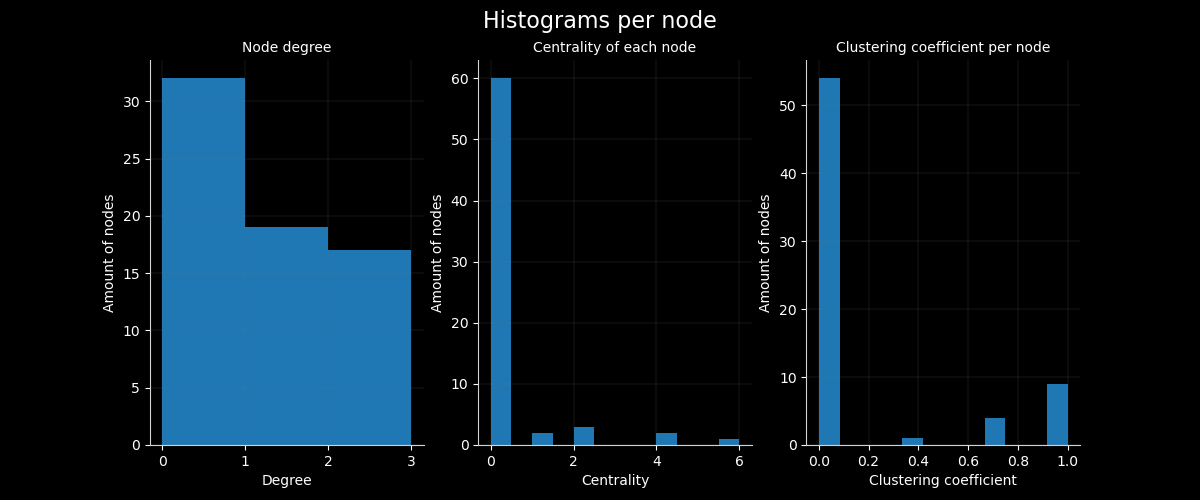 Histograms per node
Node degree
30
25
20
15
10
5
0
0 1 2 3
Amount of nodes
Degree
Centrality of each node
60
50
40
30
20
10
0
0 2 4 6
Amount of nodes
Centrality
Clustering coefficient per node
50
40
30
20
10
0
0.0 0.2 0.4 0.6 0.8 1.0
Amount of nodes
Clustering coefficient